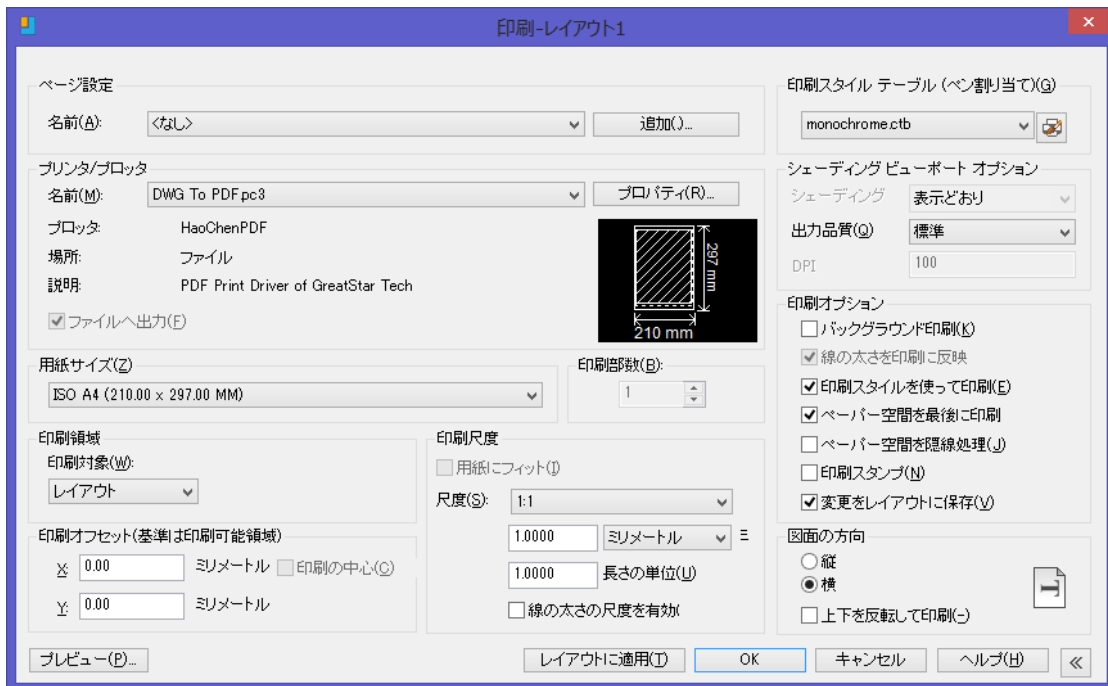 印刷-レイアウト1
ページ設定
名前(A):
<なし>
追加()...
プリンタ/プロッタ
名前(M):
DWG To PDF.pc3
プロパティ(R)...
プロッタ:
HaoChenPDF
場所:
ファイル
説明:
PDF Print Driver of GreatStar Tech
ファイルへ出力(F)
297 mm
210 mm
用紙サイズ(Z)
ISO A4 (210.00 x 297.00 MM)
印刷部数(B):
1
印刷領域
印刷対象(W):
レイアウト
印刷オフセット(基準は印刷可能領域)
X:
0.00
ミリメートル
印刷の中心(C)
Y:
0.00
ミリメートル
印刷尺度
用紙にフィット(I)
尺度(S):
1:1
1.0000
ミリメートル
ミ
1.0000
長さの単位(U)
線の太さの尺度を有効(
印刷スタイル テーブル (ペン割り当て)(G)
monochrome.ctb
シェーディング ビューポート オプション
シェーディング
表示どおり
出力品質(Q)
標準
DPI
100
印刷オプション
バックグラウンド印刷(K)
線の太さを印刷に反映
印刷スタイルを使って印刷(E)
ペーパー空間を最後に印刷
ペーパー空間を隠線処理(J)
印刷スタンプ(N)
変更をレイアウトに保存(V)
図面の方向
縦
横
上下を反転して印刷(-)
プレビュー(P)...
レイアウトに適用(T)
OK
キャンセル
ヘルプ(H)